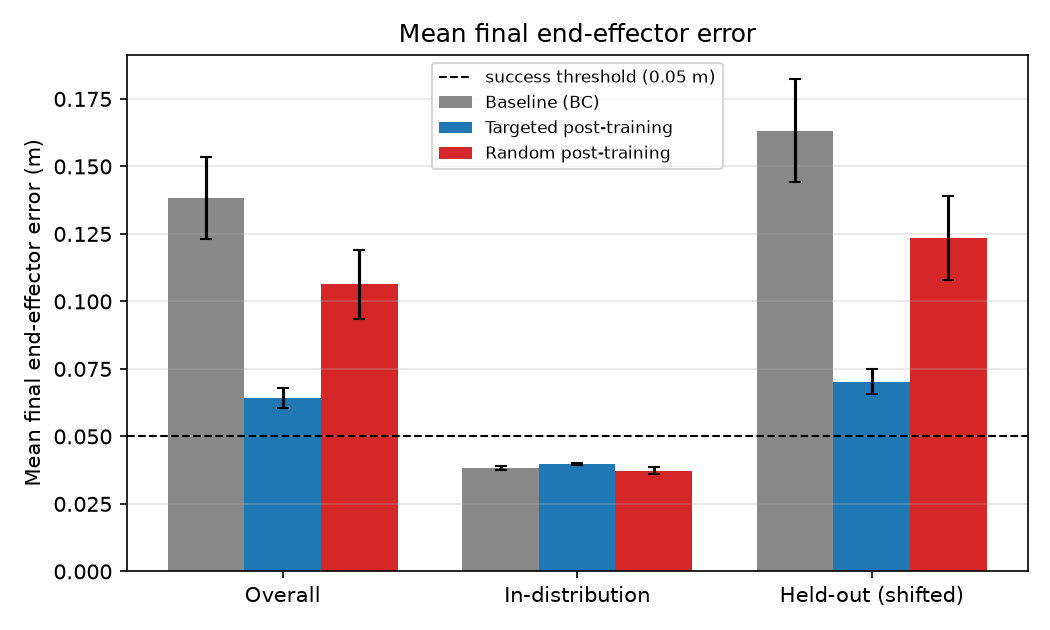 Mean final end-effector error
success threshold (0.05 m)
Baseline (BC)
Targeted post-training
Random post-training
Mean final end-effector error (m)
0.175
0.150
0.125
0.100
0.075
0.050
0.025
0.000
Overall
In-distribution
Held-out (shifted)